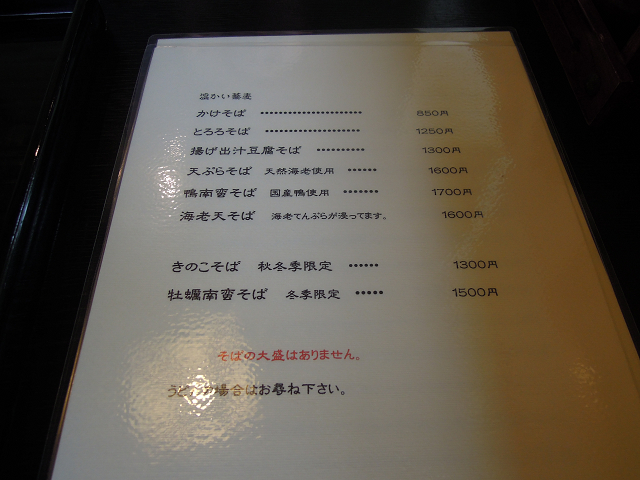 温かい蕎麦
かけそば ······················ 850円
とろろそば ····················· 1250円
揚げ出汁豆腐そば ·········· 1300円
天ぷらそば 天然海老使用 ······ 1600円
鴨南蛮そば 国産鴨使用 ······· 1700円
海老天そば 海老てんぷらが浸ってます。 1600円
きのこそば 秋冬季限定 ······ 1300円
牡蠣南蛮そば 冬季限定 ····· 1500円
そばの大盛はありません。
うどんの場合はお尋ね下さい。